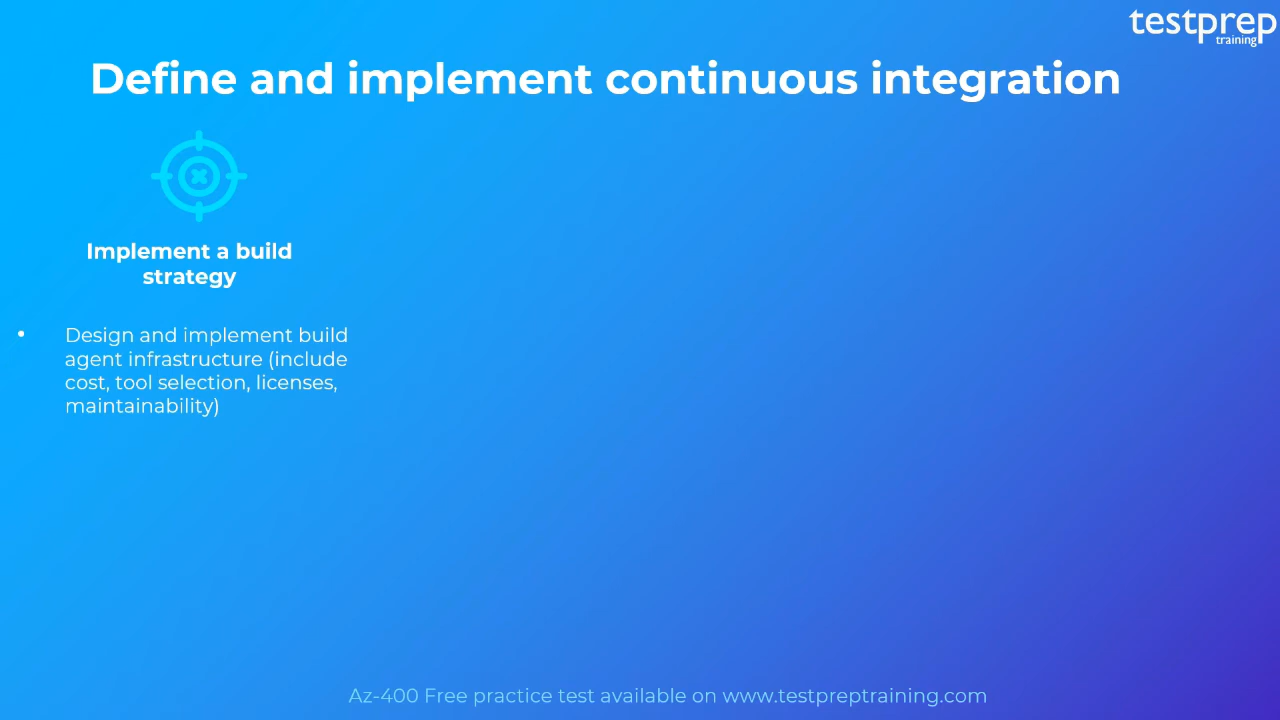 testprep
training
Define and implement continuous integration
Implement a build
strategy
• Design and implement build
agent infrastructure (include
cost, tool selection, licenses,
maintainability)
Az-400 Free practice test available on www.testpreptraining.com